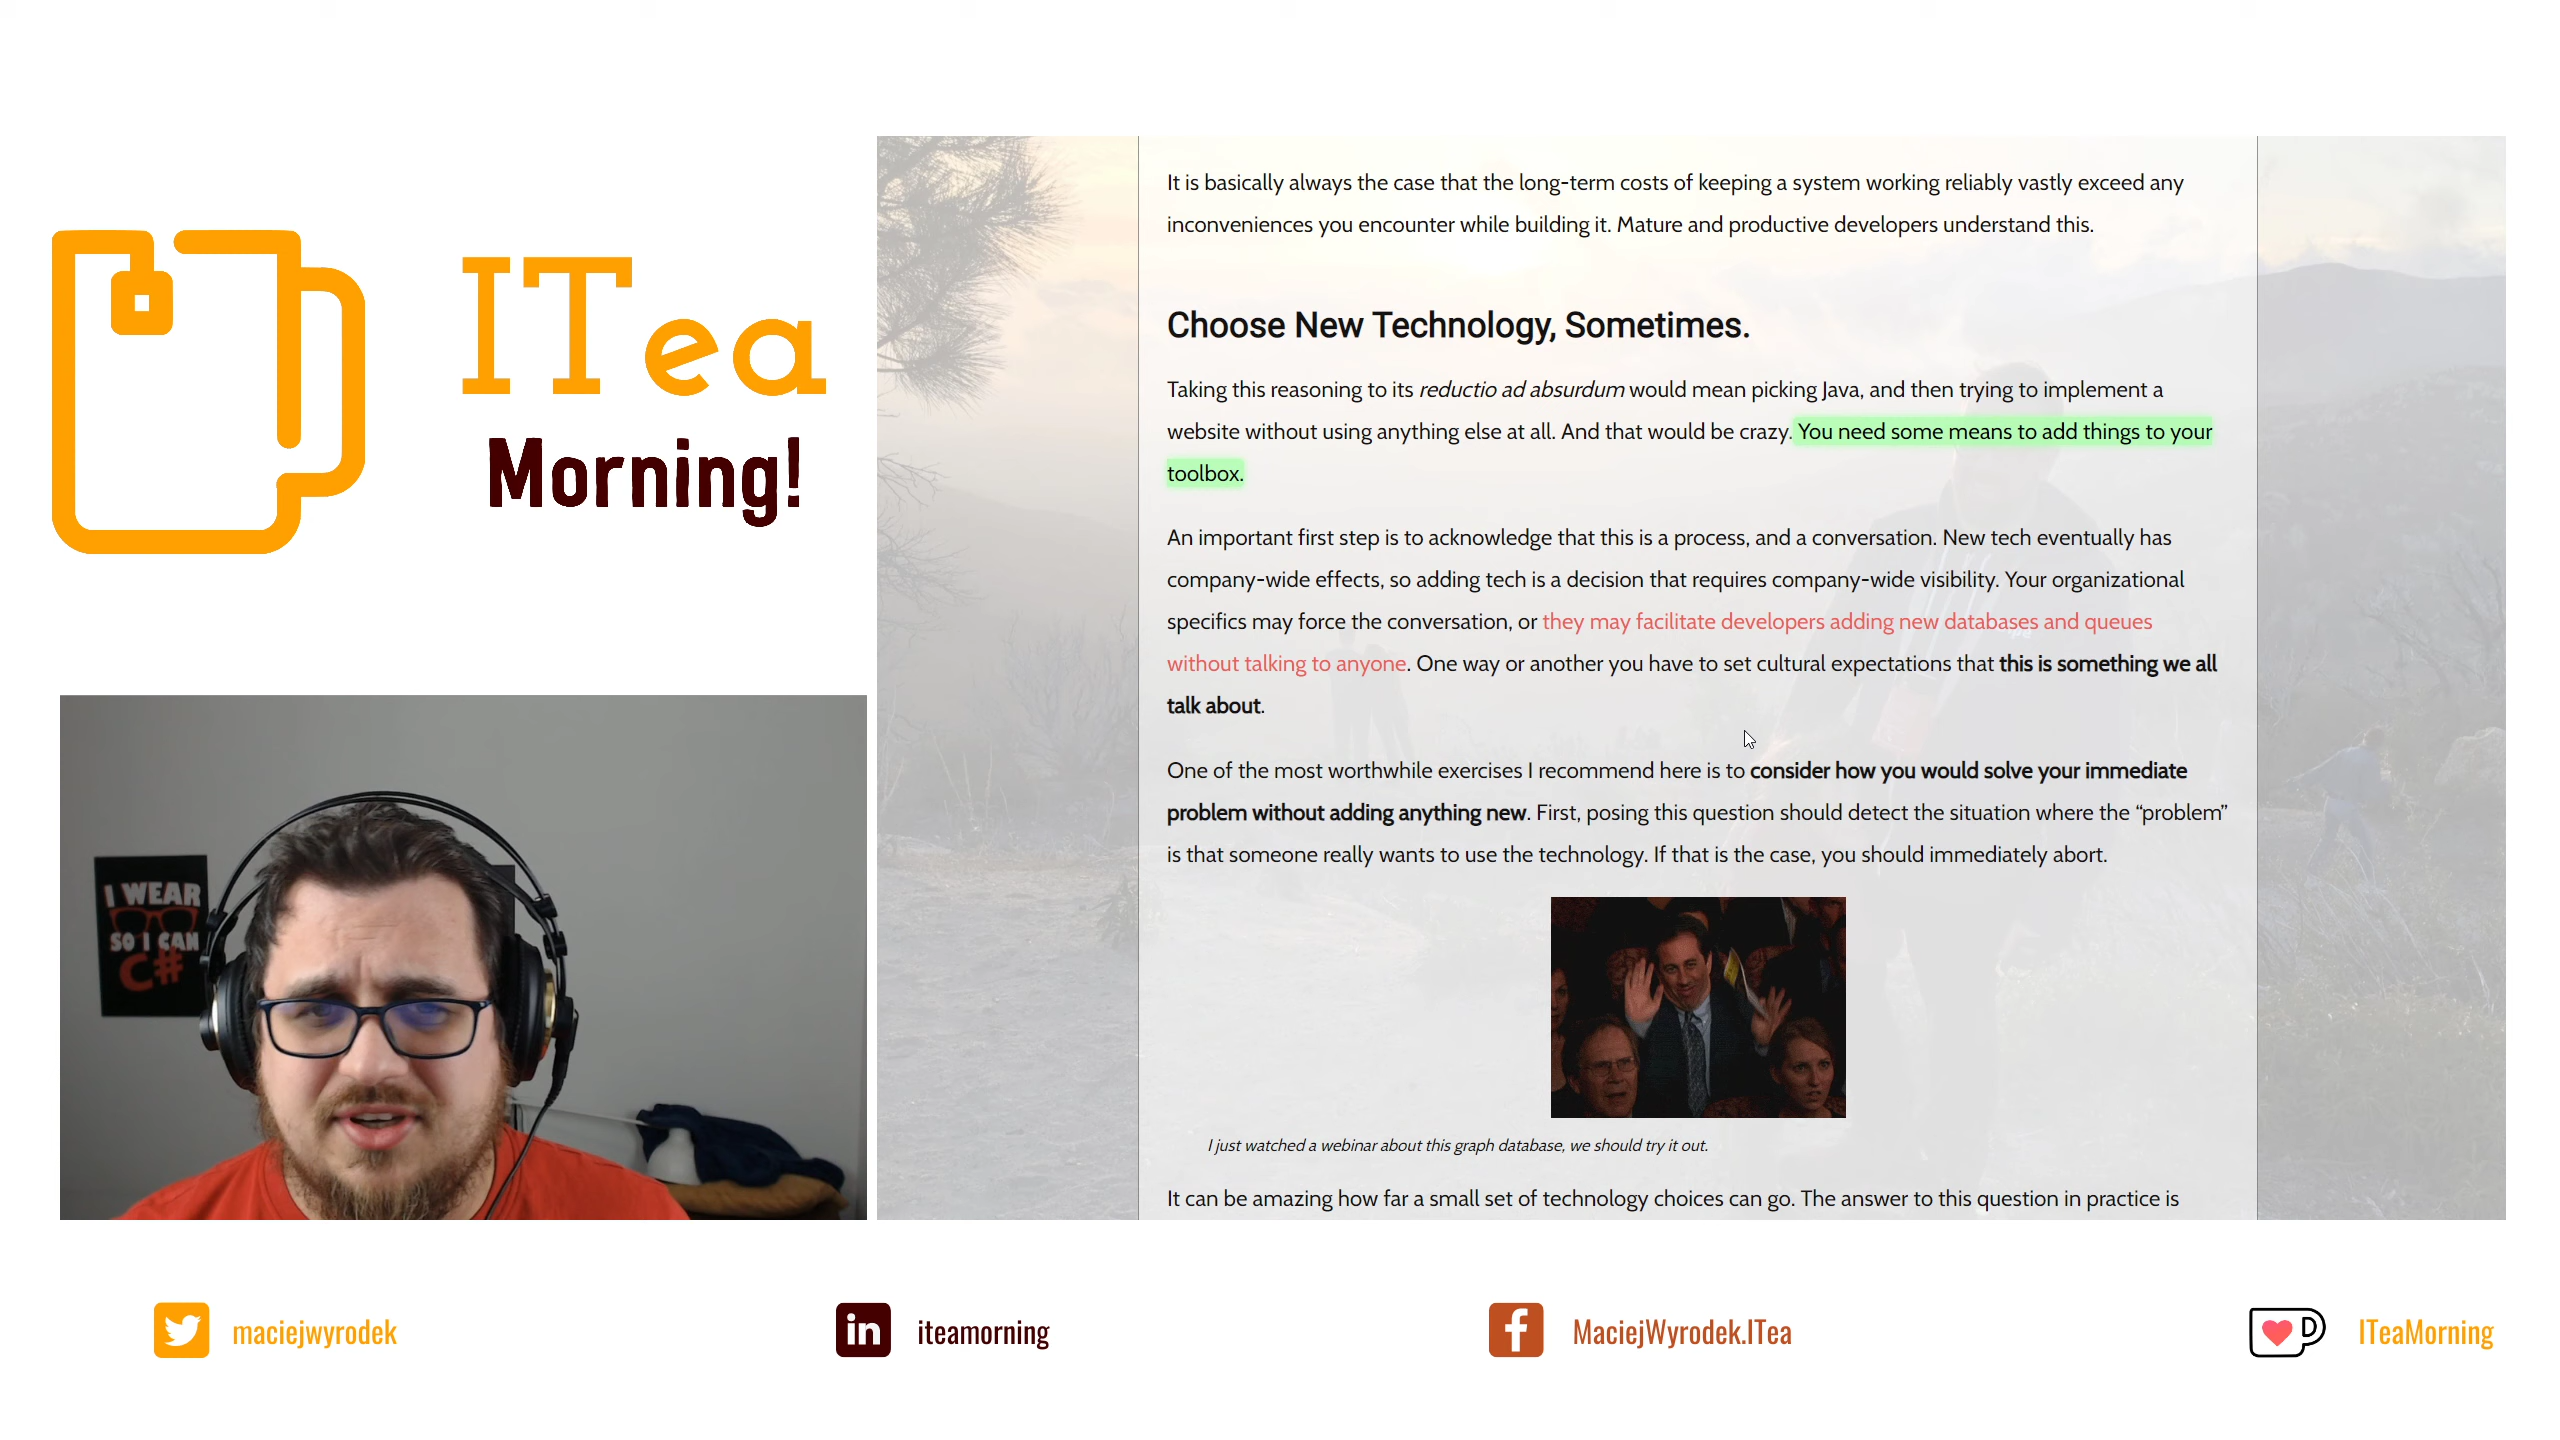 ITea
Morning!
I WEAR
SO I CAN
C#
It is basically always the case that the long-term costs of keeping a system working reliably vastly exceed any
inconveniences you encounter while building it. Mature and productive developers understand this.
Choose New Technology, Sometimes.
Taking this reasoning to its reductio ad absurdum would mean picking Java, and then trying to implement a
website without using anything else at all. And that would be crazy. You need some means to add things to your
toolbox.
An important first step is to acknowledge that this is a process, and a conversation. New tech eventually has
company-wide effects, so adding tech is a decision that requires company-wide visibility. Your organizational
specifics may force the conversation, or they may facilitate developers adding new databases and queues
without talking to anyone. One way or another you have to set cultural expectations that this is something we all
talk about.
One of the most worthwhile exercises I recommend here is to consider how you would solve your immediate
problem without adding anything new. First, posing this question should detect the situation where the “problem”
is that someone really wants to use the technology. If that is the case, you should immediately abort.
I just watched a webinar about this graph database, we should try it out.
It can be amazing how far a small set of technology choices can go. The answer to this question in practice is
maciejwyrodek
in
iteamorning
f
MaciejWyrodek.ITea
D
ITeaMorning